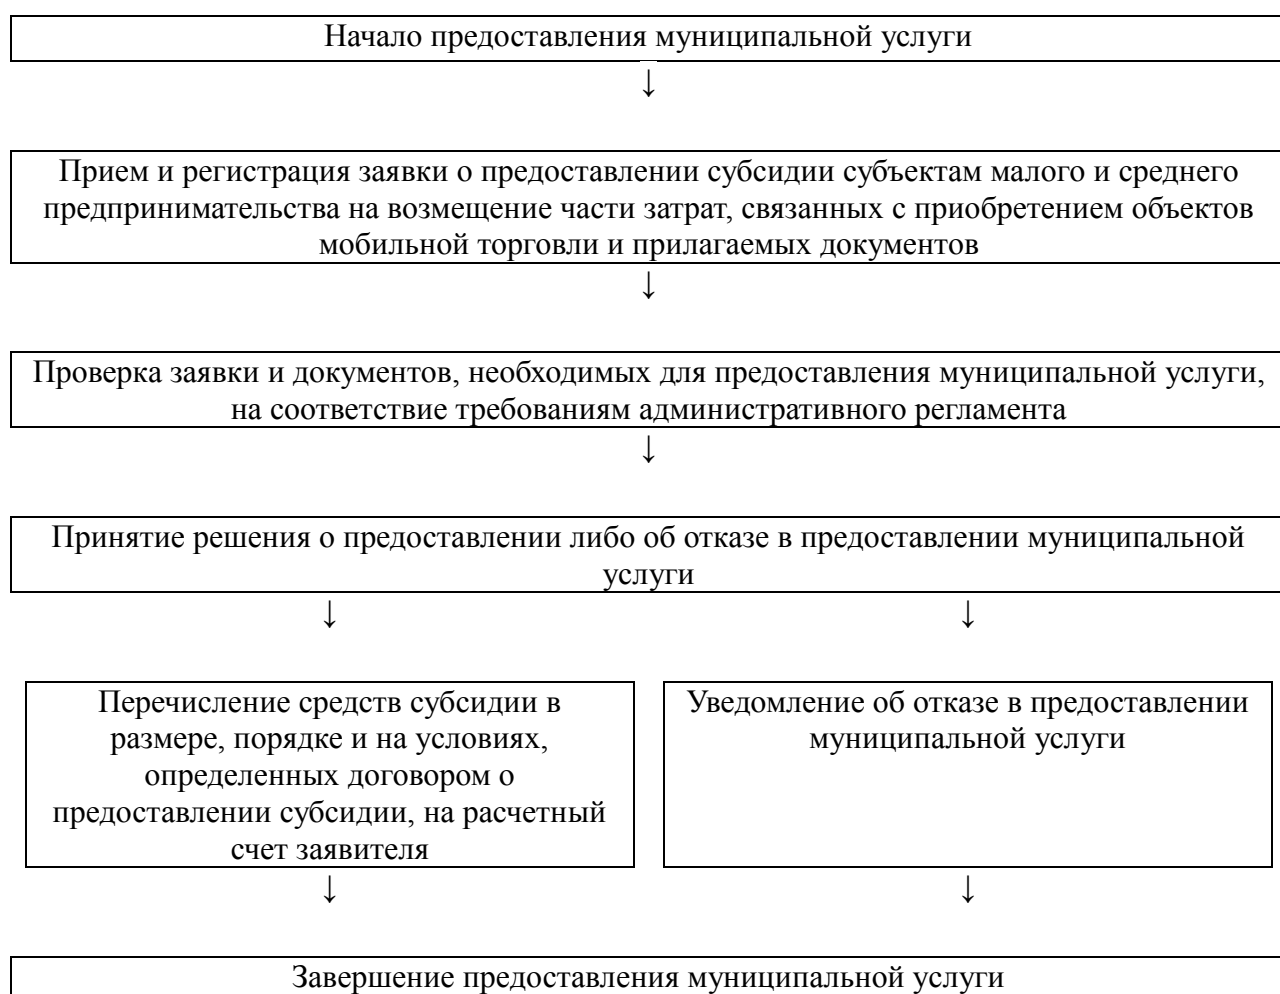 Начало предоставления муниципальной услуги
↓
Прием и регистрация заявки о предоставлении субсидии субъектам малого и среднего
предпринимательства на возмещение части затрат, связанных с приобретением объектов
мобильной торговли и прилагаемых документов
↓
Проверка заявки и документов, необходимых для предоставления муниципальной услуги,
на соответствие требованиям административного регламента
↓
Принятие решения о предоставлении либо об отказе в предоставлении муниципальной
услуги
↓ ↓
Перечисление средств субсидии в
размере, порядке и на условиях,
определенных договором о
предоставлении субсидии, на расчетный
счет заявителя
Уведомление об отказе в предоставлении
муниципальной услуги
↓ ↓
Завершение предоставления муниципальной услуги